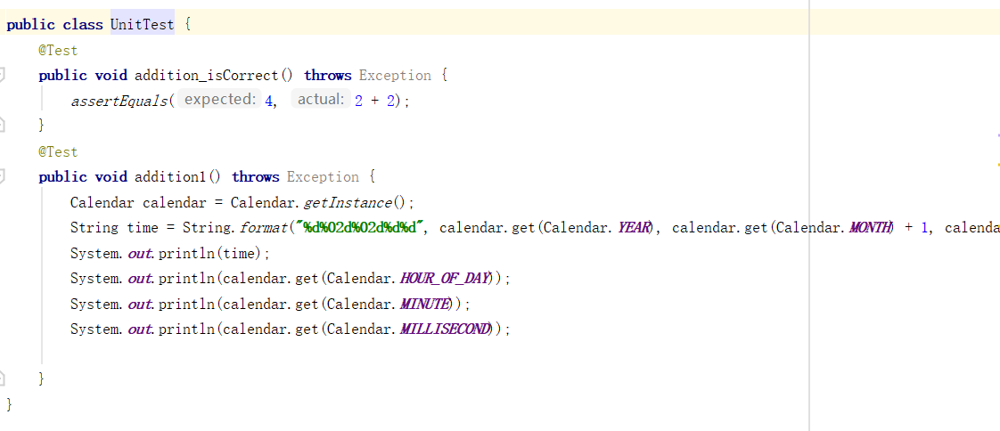 public class UnitTest {
@Test
public void addition_isCorrect() throws Exception {
assertEquals( expected: 4, actual: 2 + 2);
}
@Test
public void addition1() throws Exception {
Calendar calendar = Calendar.getInstance();
String time = String.format("%d%02d%02d%d%d", calendar.get(Calendar.YEAR), calendar.get(Calendar.MONTH) + 1, calenda
System.out.println(time);
System.out.println(calendar.get(Calendar.HOUR_OF_DAY));
System.out.println(calendar.get(Calendar.MINUTE));
System.out.println(calendar.get(Calendar.MILLISECOND));
}
}